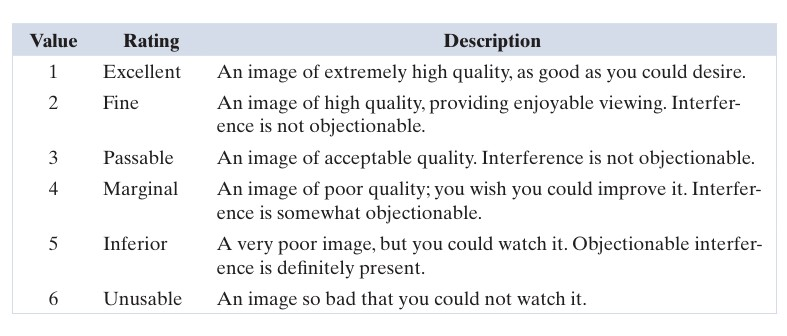 Value Rating Description
1 Excellent An image of extremely high quality, as good as you could desire.
2 Fine An image of high quality, providing enjoyable viewing. Interfer-
ence is not objectionable.
3 Passable An image of acceptable quality. Interference is not objectionable.
4 Marginal An image of poor quality; you wish you could improve it. Interfer-
ence is somewhat objectionable.
5 Inferior A very poor image, but you could watch it. Objectionable interfer-
ence is definitely present.
6 Unusable An image so bad that you could not watch it.